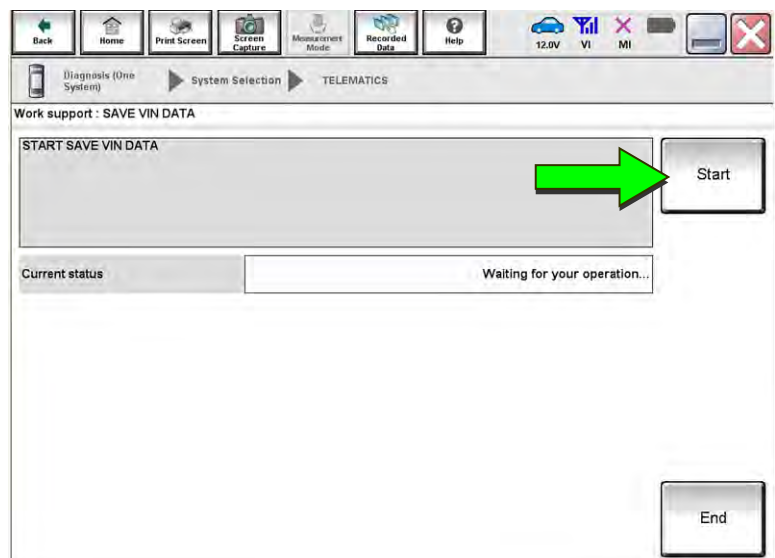 Back
Home
Print Screen
Screen
Capture
Measurement
Mode
Recorded
Data
Help
12.0V
VI
MI
Diagnosis (One
System)
System Selection
TELEMATICS
Work support : SAVE VIN DATA
START SAVE VIN DATA
Start
Current status
Waiting for your operation...
End